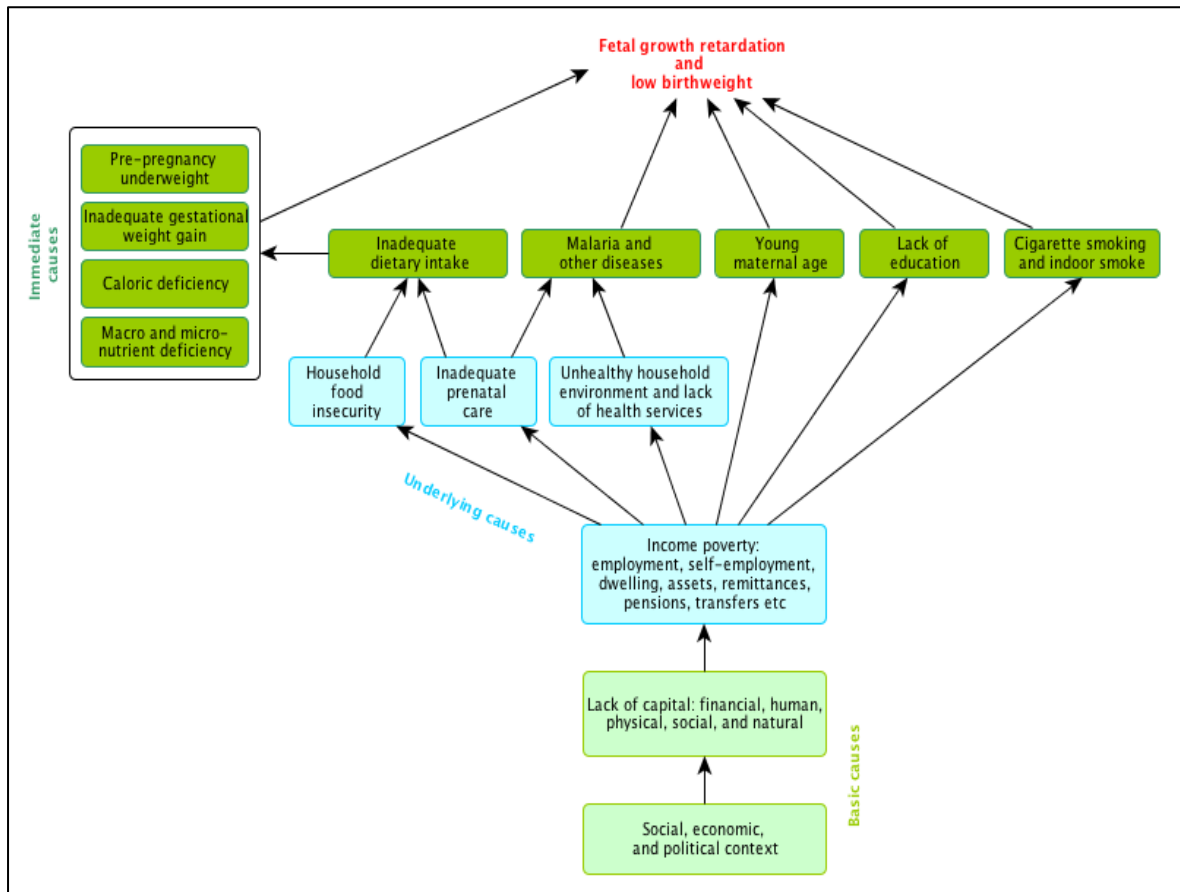 Fetal growth retardation
and
low birthweight
Pre-pregnancy
underweight
Inadequate gestational
weight gain
Caloric deficiency
Macro and micro-
nutrient deficiency
Immediate
causes
Inadequate
dietary intake
Malaria and
other diseases
Young
maternal age
Lack of
education
Cigarette smoking
and indoor smoke
Household
food
insecurity
Inadequate
prenatal
care
Unhealthy household
environment and lack
of health services
Underlying causes
Income poverty:
employment, self-employment,
dwelling, assets, remittances,
pensions, transfers etc
Lack of capital: financial, human,
physical, social, and natural
Basic causes
Social, economic,
and political context